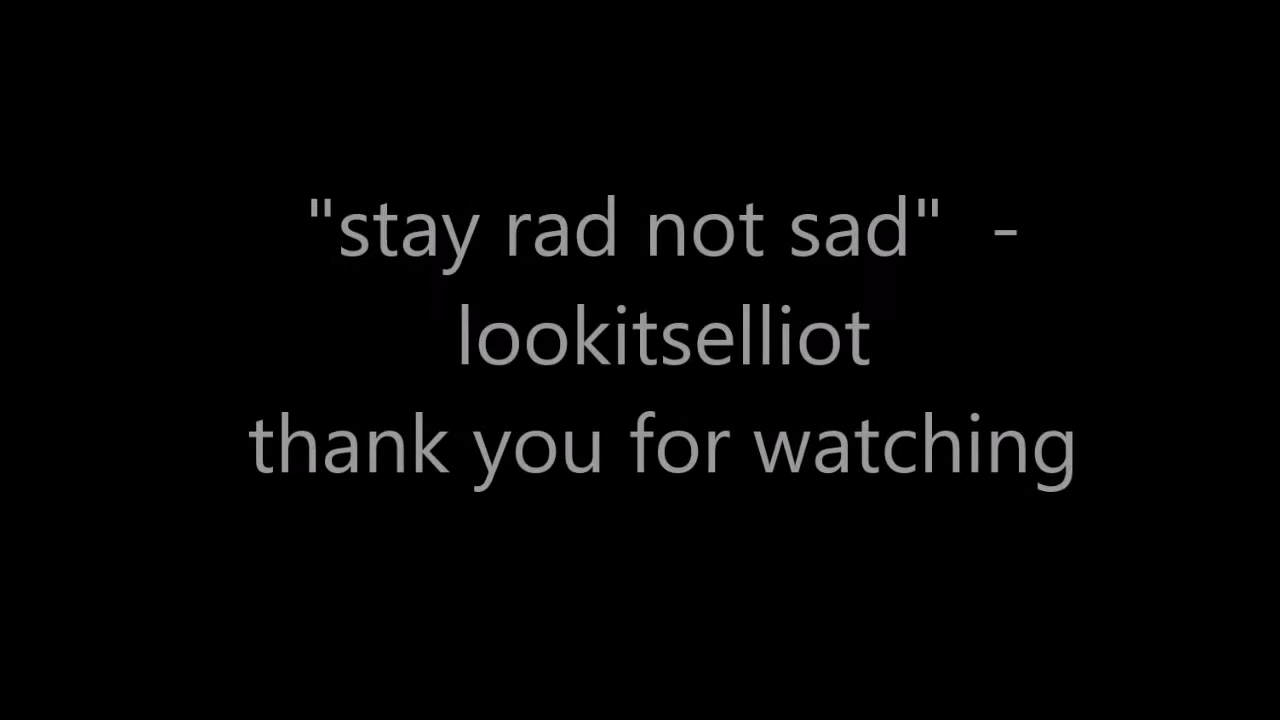 "stay rad not sad"  -
lookitselliot
thank you for watching